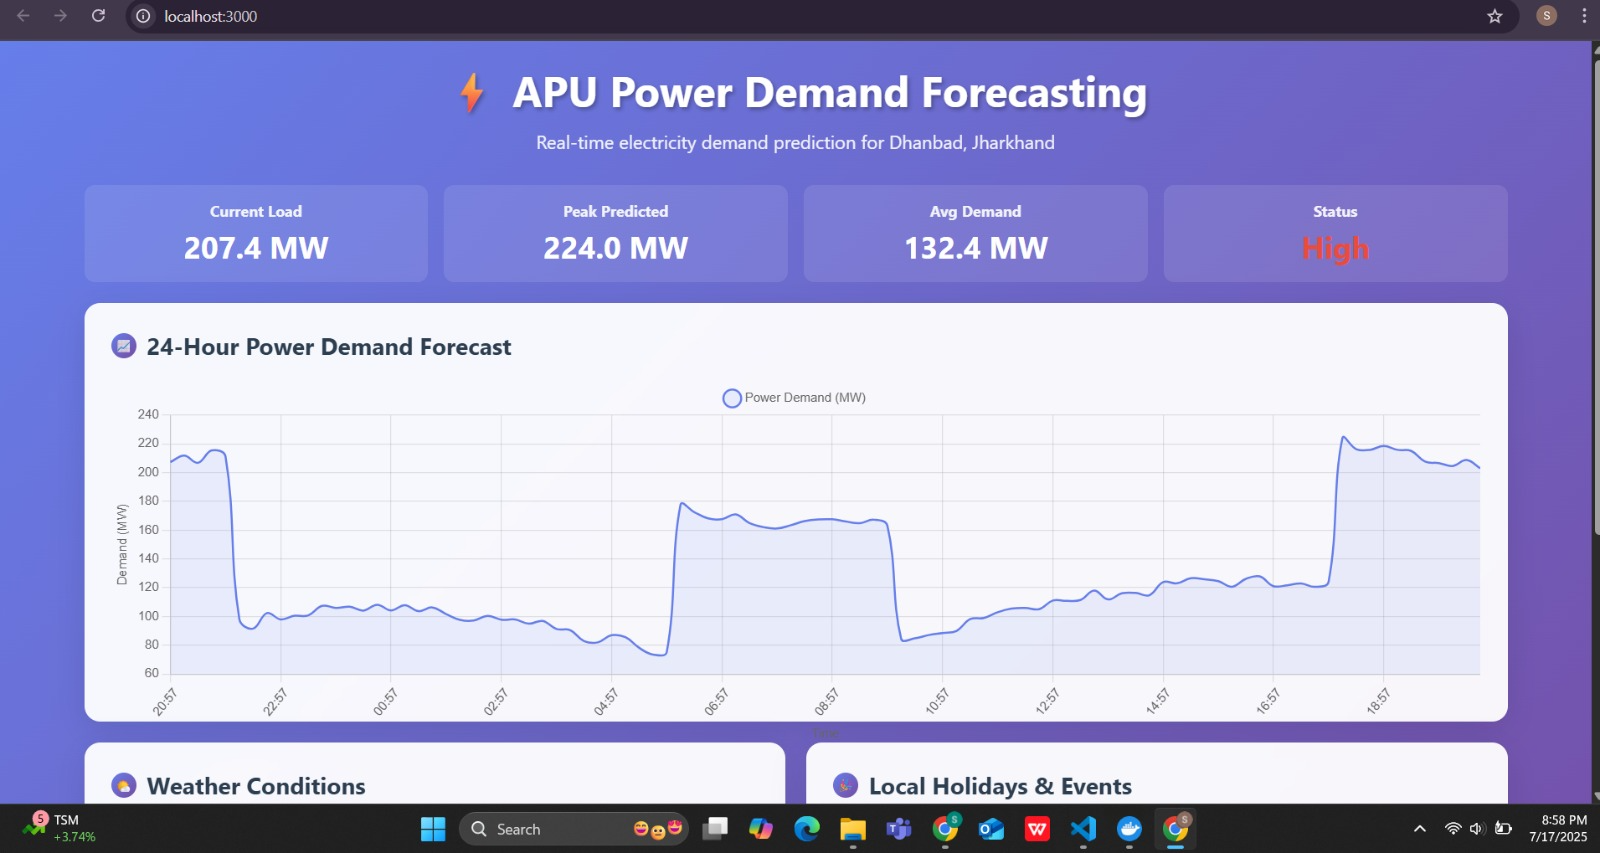 localhost:3000
S
APU Power Demand Forecasting
Real-time electricity demand prediction for Dhanbad, Jharkhand
Current Load
207.4 MW
Peak Predicted
224.0 MW
Avg Demand
132.4 MW
Status
High
24-Hour Power Demand Forecast
Power Demand (MW)
Demand (MW)
240
220
200
180
160
140
120
100
80
60
20:57
22:57
00:57
02:57
04:57
06:57
08:57
10:57
12:57
14:57
16:57
18:57
Time
Weather Conditions
Local Holidays & Events
5
TSM
+3.74%
Search
T
S
O
W
S
8:58 PM
7/17/2025